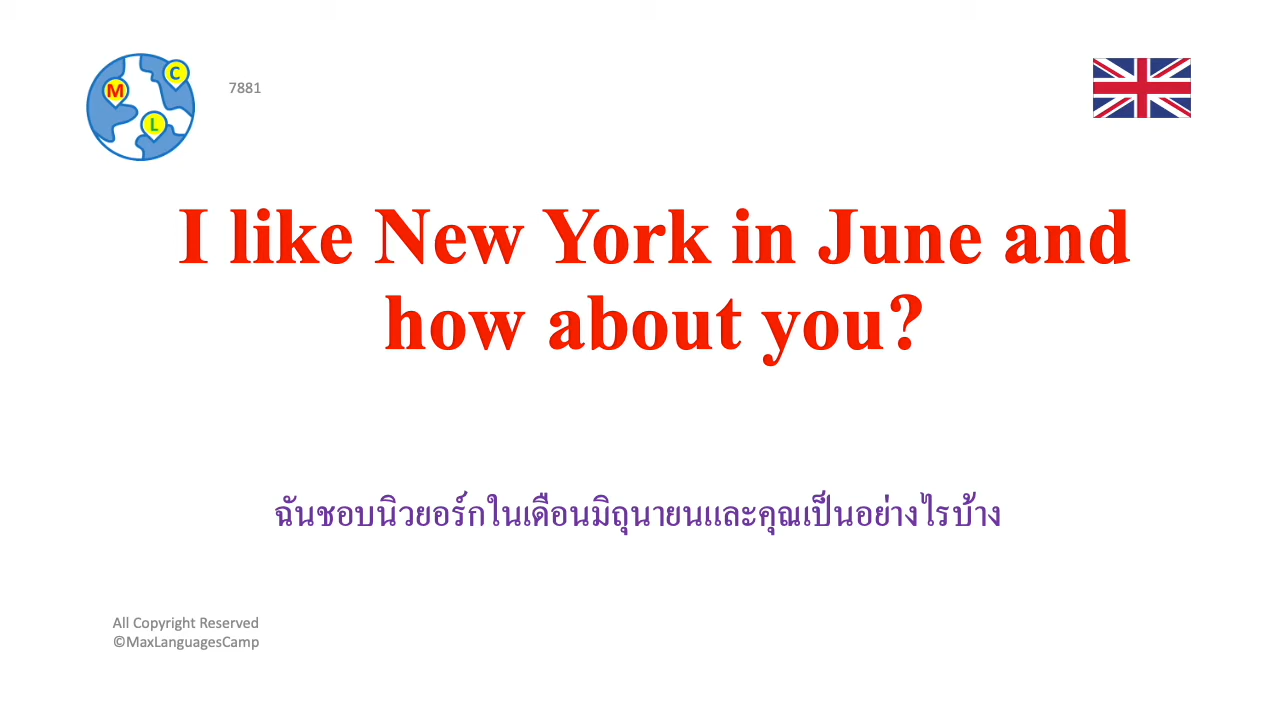 C
M
L
7881
I like New York in June and
how about you?
ฉันชอบนิวยอร์กในเดือนมิถุนายนและคุณเป็นอย่างไรบ้าง
All Copyright Reserved
©MaxLanguagesCamp